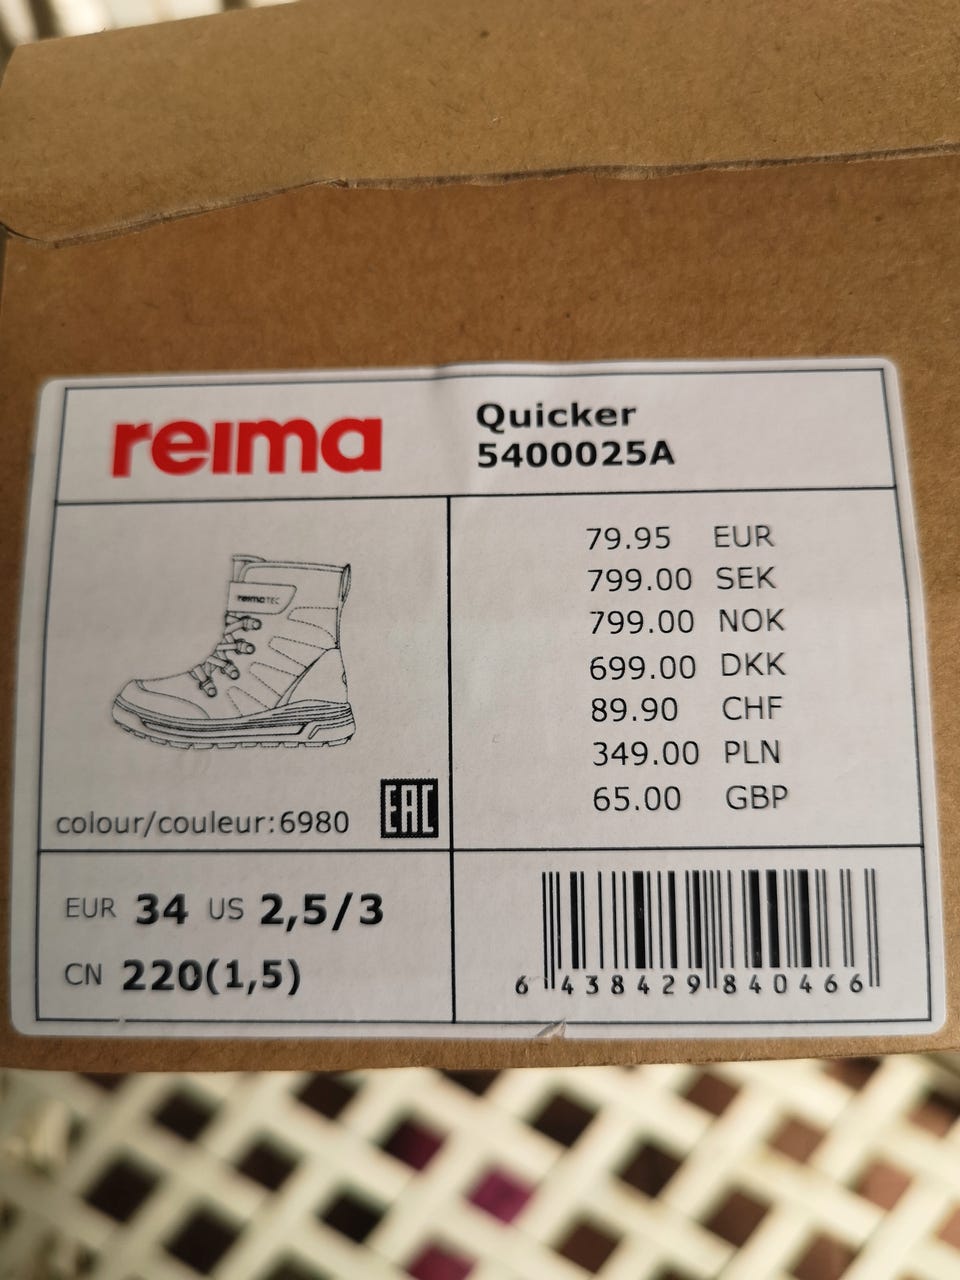 reima
Quicker
5400025A
reimaTEC
colour/couleur:6980
EAC
79.95 EUR
799.00 SEK
799.00 NOK
699.00 DKK
89.90 CHF
349.00 PLN
65.00 GBP
EUR 34 US 2,5/3
CN 220(1,5)
6 438429 840466